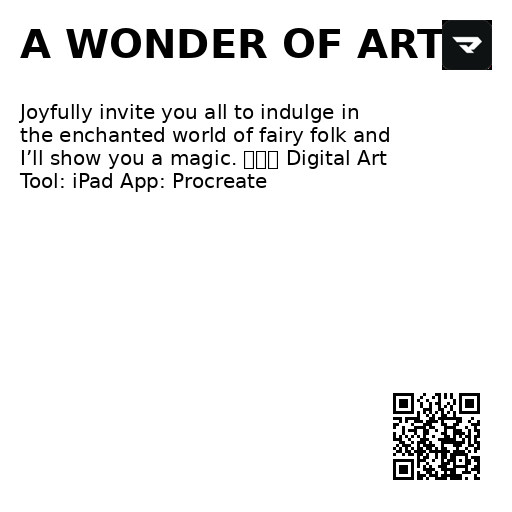 A WONDER OF ART
Joyfully invite you all to indulge in
the enchanted world of fairy folk and
I’ll show you a magic. 􀀀􀀀􀀀 Digital Art
Tool: iPad App: Procreate